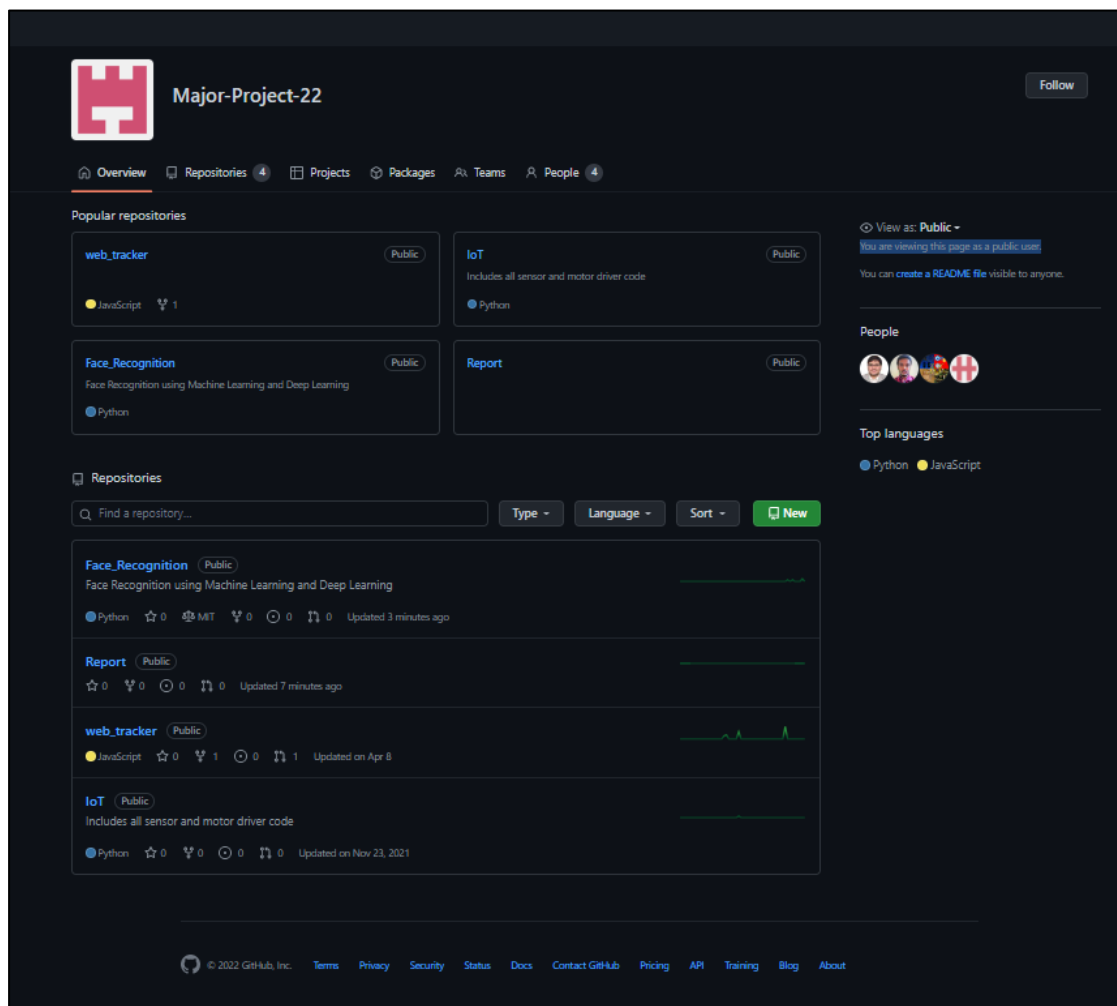 Major-Project-22
Follow
Overview Repositories 4 Projects Packages Teams People 4
Popular repositories
web_tracker Public
JavaScript 1
IoT Public
Includes all sensor and motor driver code
Python
Face_Recognition Public
Face Recognition using Machine Learning and Deep Learning
Python
Report Public
View as: Public
You are viewing this page as a public user.
You can create a README file visible to anyone.
People
Top languages
Python JavaScript
Repositories
Find a repository... Type Language Sort New
Face_Recognition Public
Face Recognition using Machine Learning and Deep Learning
Python 0 MIT 0 0 0 Updated 3 minutes ago
Report Public
0 0 0 0 Updated 7 minutes ago
web_tracker Public
JavaScript 0 1 0 1 Updated on Apr 8
IoT Public
Includes all sensor and motor driver code
Python 0 0 0 0 Updated on Nov 23, 2021
© 2022 GitHub, Inc. Terms Privacy Security Status Docs Contact GitHub Pricing API Training Blog About